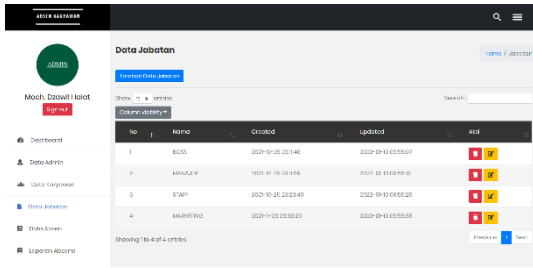 ABSEN KARYAWAN
ADMIN
Moch. Dzawil Halat
Sign out
Dashboard
Data Admin
Data Karyawan
Data Jabatan
Data Absen
Laporan Absensi
Data Jabatan
Home / Jabatan
Tambah Data Jabatan
Show 10 entries
Search:
Column visibility
No Nama Created Updated Aksi
1 BOSS
2 MANAJER
3 STAFF
4 MARKETING
Showing 1 to 4 of 4 entries
Previous 1 Next